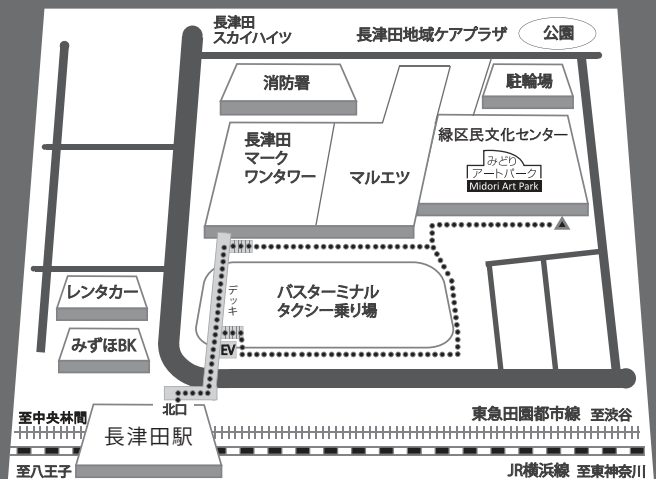 長津田
スカイハイツ
長津田地域ケアプラザ
公園
消防署
駐輪場
長津田
マーク
ワンタワー
マルエツ
緑区民文化センター
みどり
アートパーク
Midori Art Park
レンタカー
デッキ
バスターミナル
タクシー乗り場
みずほBK
EV
北口
至中央林間
東急田園都市線 至渋谷
長津田駅
至八王子
JR横浜線 至東神奈川